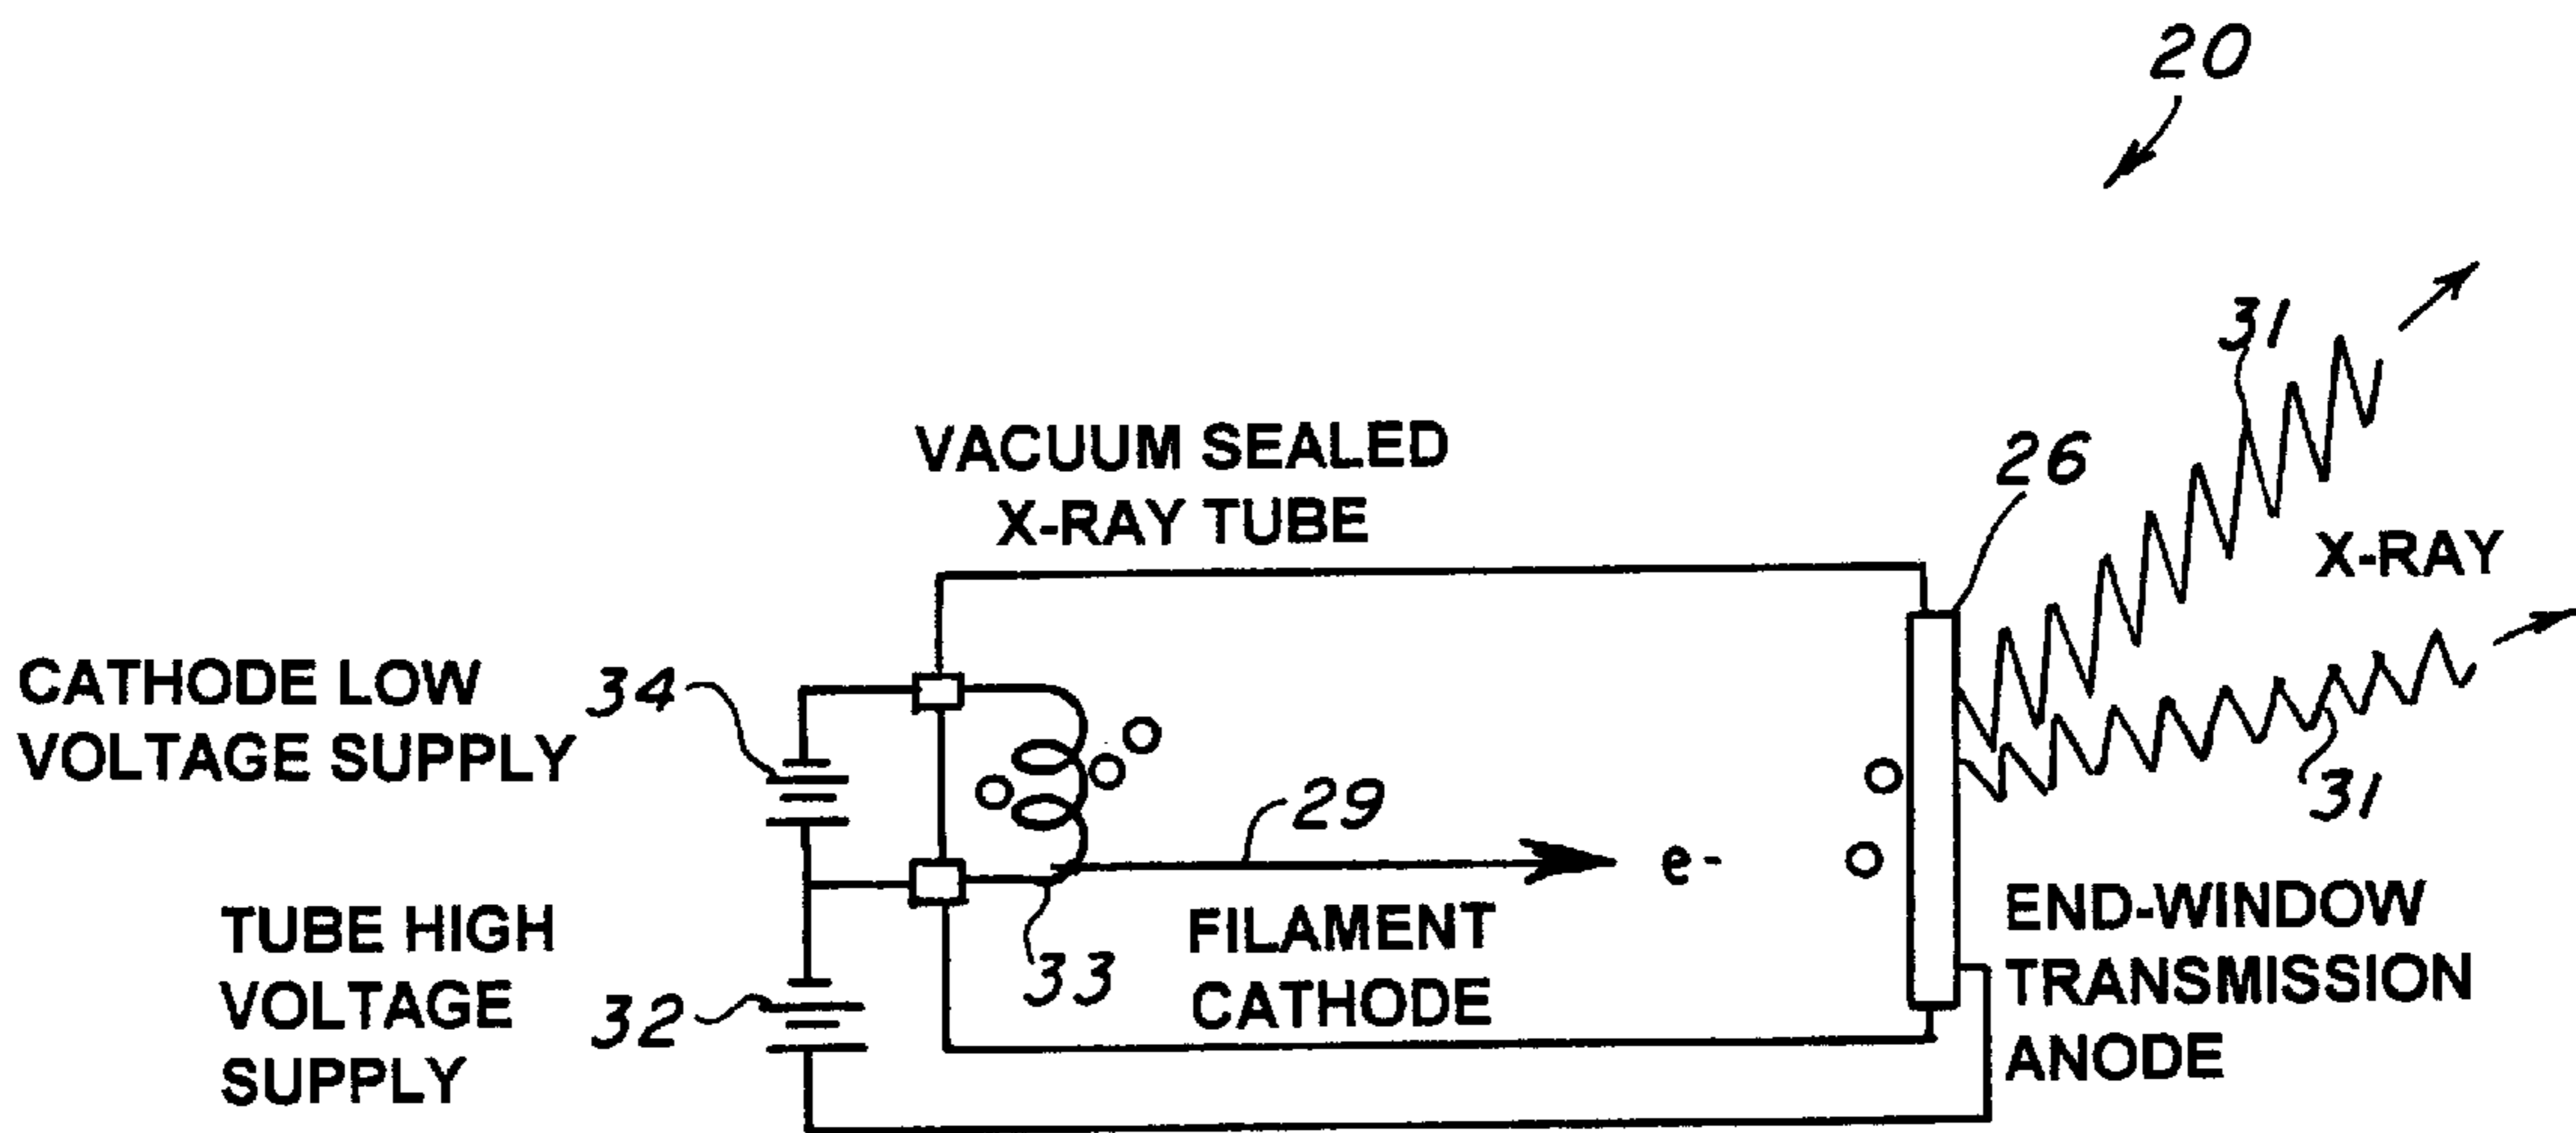 20
31
26
VACUUM SEALED
X-RAY TUBE
X-RAY
CATHODE LOW
VOLTAGE SUPPLY
34
29
31
e-
TUBE HIGH
VOLTAGE
SUPPLY
32
33
FILAMENT
CATHODE
END-WINDOW
TRANSMISSION
ANODE